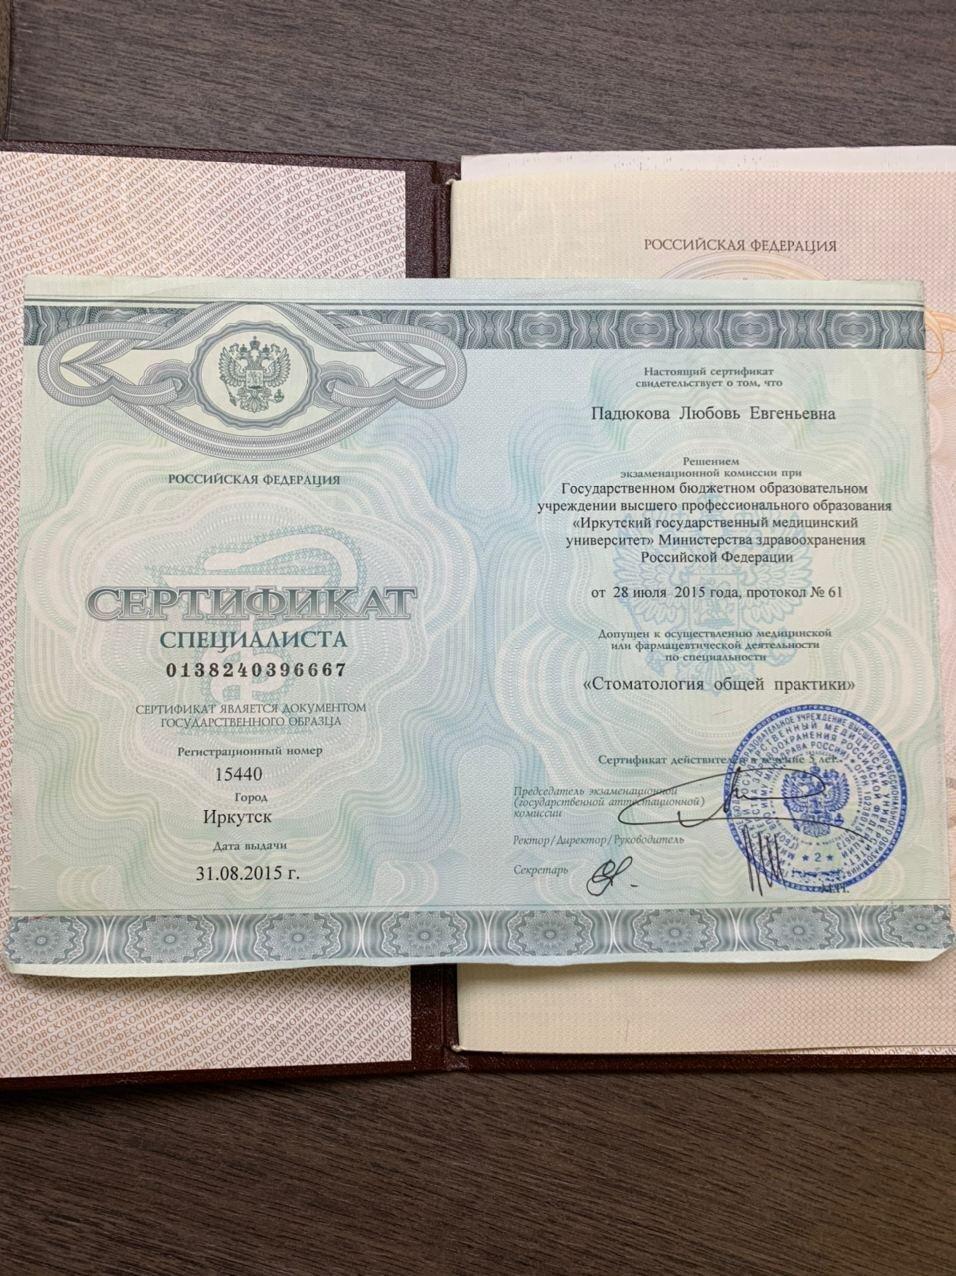 РОССИЙСКАЯ ФЕДЕРАЦИЯ
РОССИЙСКАЯ ФЕДЕРАЦИЯ
СЕРТИФИКАТ
СПЕЦИАЛИСТА
0138240396667
СЕРТИФИКАТ ЯВЛЯЕТСЯ ДОКУМЕНТОМ
ГОСУДАРСТВЕННОГО ОБРАЗЦА
Регистрационный номер
15440
Город
Иркутск
Дата выдачи
31.08.2015 г.
Настоящий сертификат
свидетельствует о том, что
Падюкова Любовь Евгеньевна
Решением
экзаменационной комиссии при
Государственном бюджетном образовательном
учреждении высшего профессионального образования
«Иркутский государственный медицинский
университет» Министерства здравоохранения
Российской Федерации
от 28 июля 2015 года, протокол № 61
Допущен к осуществлению медицинской
или фармацевтической деятельности
по специальности
«Стоматология общей практики»
Сертификат действителен в течение 5 лет.
Председатель экзаменационной
(государственной аттестационной)
комиссии
Ректор/Директор/Руководитель
Секретарь
М.П.